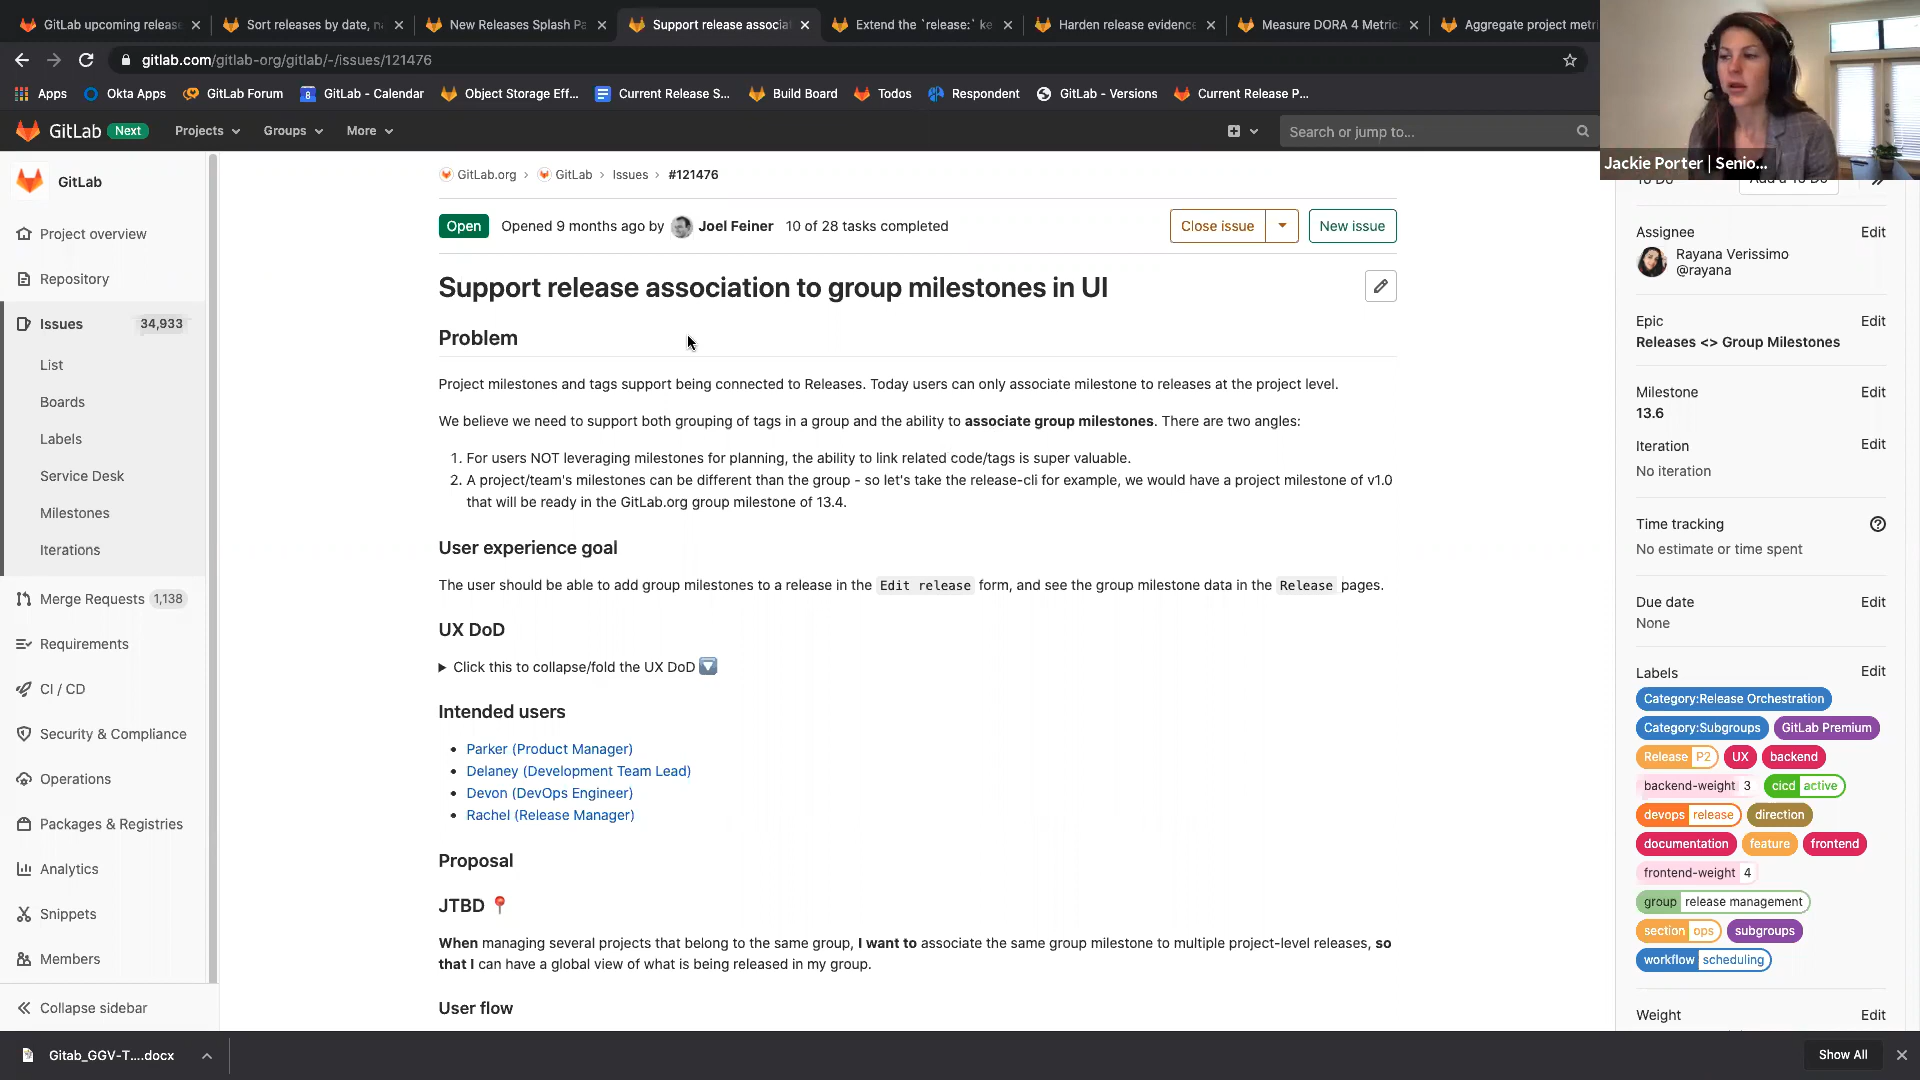 GitLab upcoming release
Sort releases by date, n
New Releases Splash Pa
Support release associat
Extend the `release:` ke
Harden release evidence
Measure DORA 4 Metric
Aggregate project metri
gitlab.com/gitlab-org/gitlab/-/issues/121476
Apps
Okta Apps
GitLab Forum
GitLab - Calendar
Object Storage Eff...
Current Release S...
Build Board
Todos
Respondent
GitLab - Versions
Current Release P...
GitLab Next
Projects
Groups
More
Search or jump to...
Jackie Porter | Senio...
GitLab
Project overview
Repository
Issues 34,933
List
Boards
Labels
Service Desk
Milestones
Iterations
Merge Requests 1,138
Requirements
CI / CD
Security & Compliance
Operations
Packages & Registries
Analytics
Snippets
Members
Collapse sidebar
GitLab.org › GitLab › Issues › #121476
Open Opened 9 months ago by Joel Feiner 10 of 28 tasks completed
Close issue
New issue
Support release association to group milestones in UI
Problem
Project milestones and tags support being connected to Releases. Today users can only associate milestone to releases at the project level.
We believe we need to support both grouping of tags in a group and the ability to associate group milestones. There are two angles:
1. For users NOT leveraging milestones for planning, the ability to link related code/tags is super valuable.
2. A project/team's milestones can be different than the group - so let's take the release-cli for example, we would have a project milestone of v1.0
that will be ready in the GitLab.org group milestone of 13.4.
User experience goal
The user should be able to add group milestones to a release in the Edit release form, and see the group milestone data in the Release pages.
UX DoD
Click this to collapse/fold the UX DoD
Intended users
Parker (Product Manager)
Delaney (Development Team Lead)
Devon (DevOps Engineer)
Rachel (Release Manager)
Proposal
JTBD
When managing several projects that belong to the same group, I want to associate the same group milestone to multiple project-level releases, so
that I can have a global view of what is being released in my group.
User flow
To Do
Add a To Do
Assignee Edit
Rayana Verissimo
@rayana
Epic Edit
Releases <> Group Milestones
Milestone Edit
13.6
Iteration Edit
No iteration
Time tracking
No estimate or time spent
Due date Edit
None
Labels Edit
Category:Release Orchestration
Category:Subgroups GitLab Premium
Release P2 UX backend
backend-weight 3 cicd active
devops release direction
documentation feature frontend
frontend-weight 4
group release management
section ops subgroups
workflow scheduling
Weight Edit
Gitab_GGV-T....docx
Show All